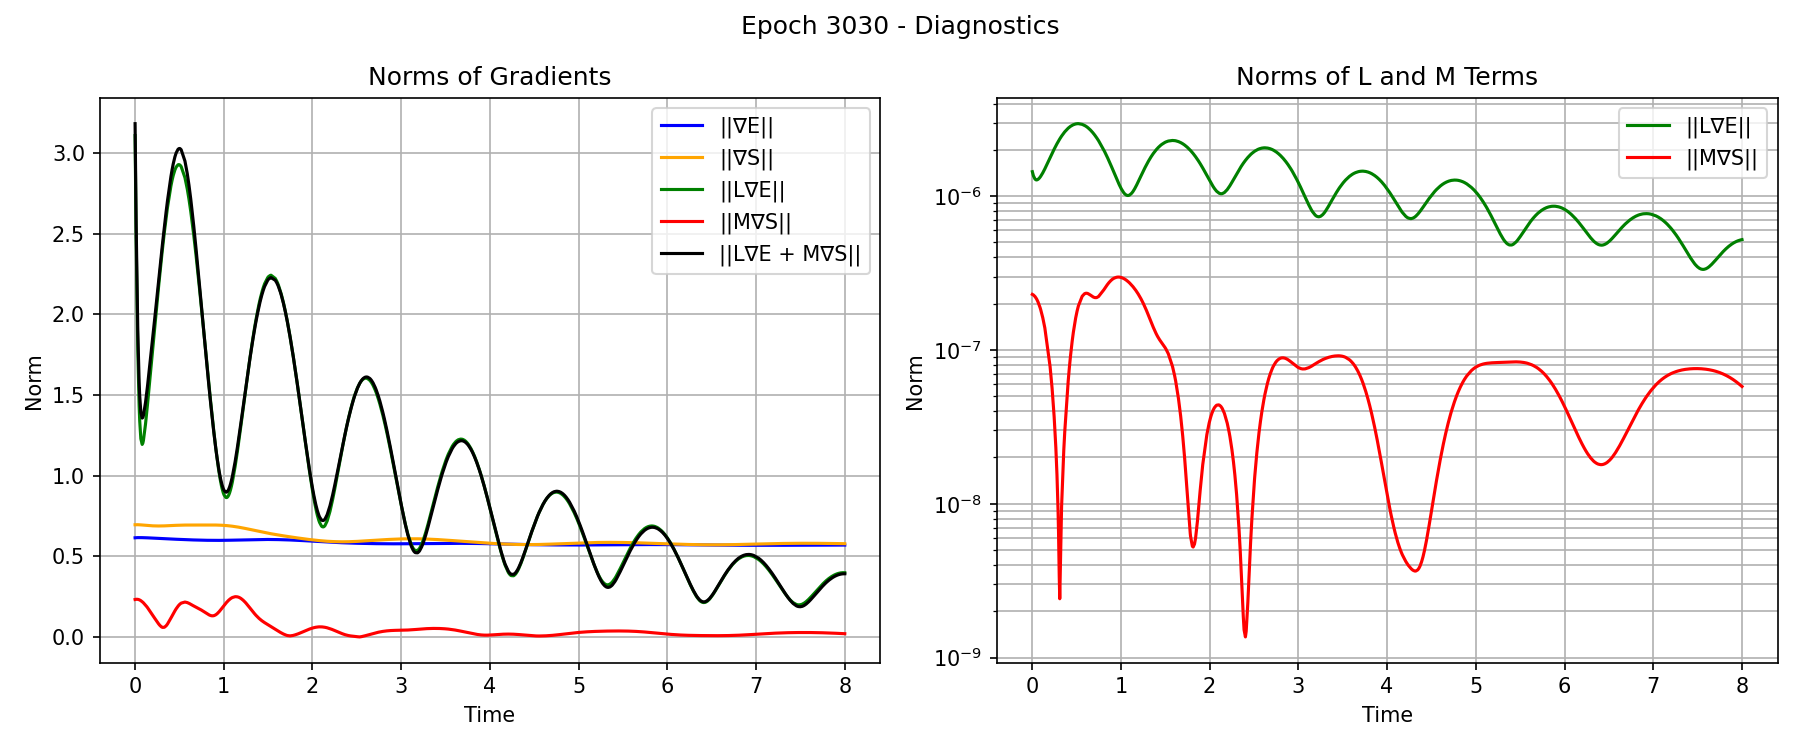 Epoch 3030 - Diagnostics
Norms of Gradients
Norms of L and M Terms
||∇E||
||∇S||
||L∇E||
||M∇S||
||L∇E + M∇S||
||L∇E||
||M∇S||
Norm
3.0
2.5
2.0
1.5
1.0
0.5
0.0
0 1 2 3 4 5 6 7 8
Time
Norm
10⁻⁶
10⁻⁷
10⁻⁸
10⁻⁹
0 1 2 3 4 5 6 7 8
Time